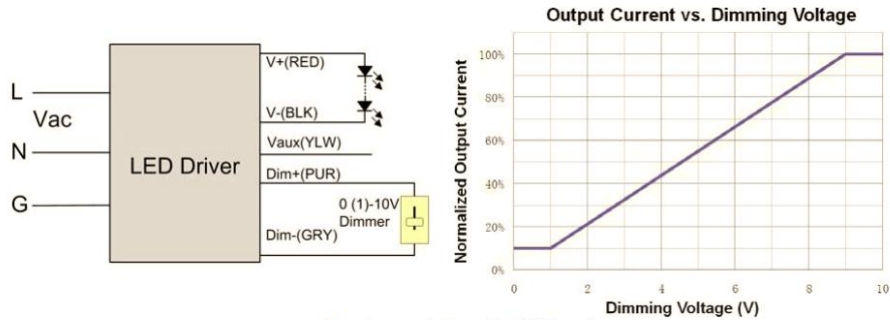 L
Vac
N
G
LED Driver
V+(RED)
V-(BLK)
Vaux(YLW)
Dim+(PUR)
0 (1)-10V
Dimmer
Dim-(GRY)
Output Current vs. Dimming Voltage
Normalized Output Current
100%
80%
60%
40%
20%
0%
0 2 4 6 8 10
Dimming Voltage (V)